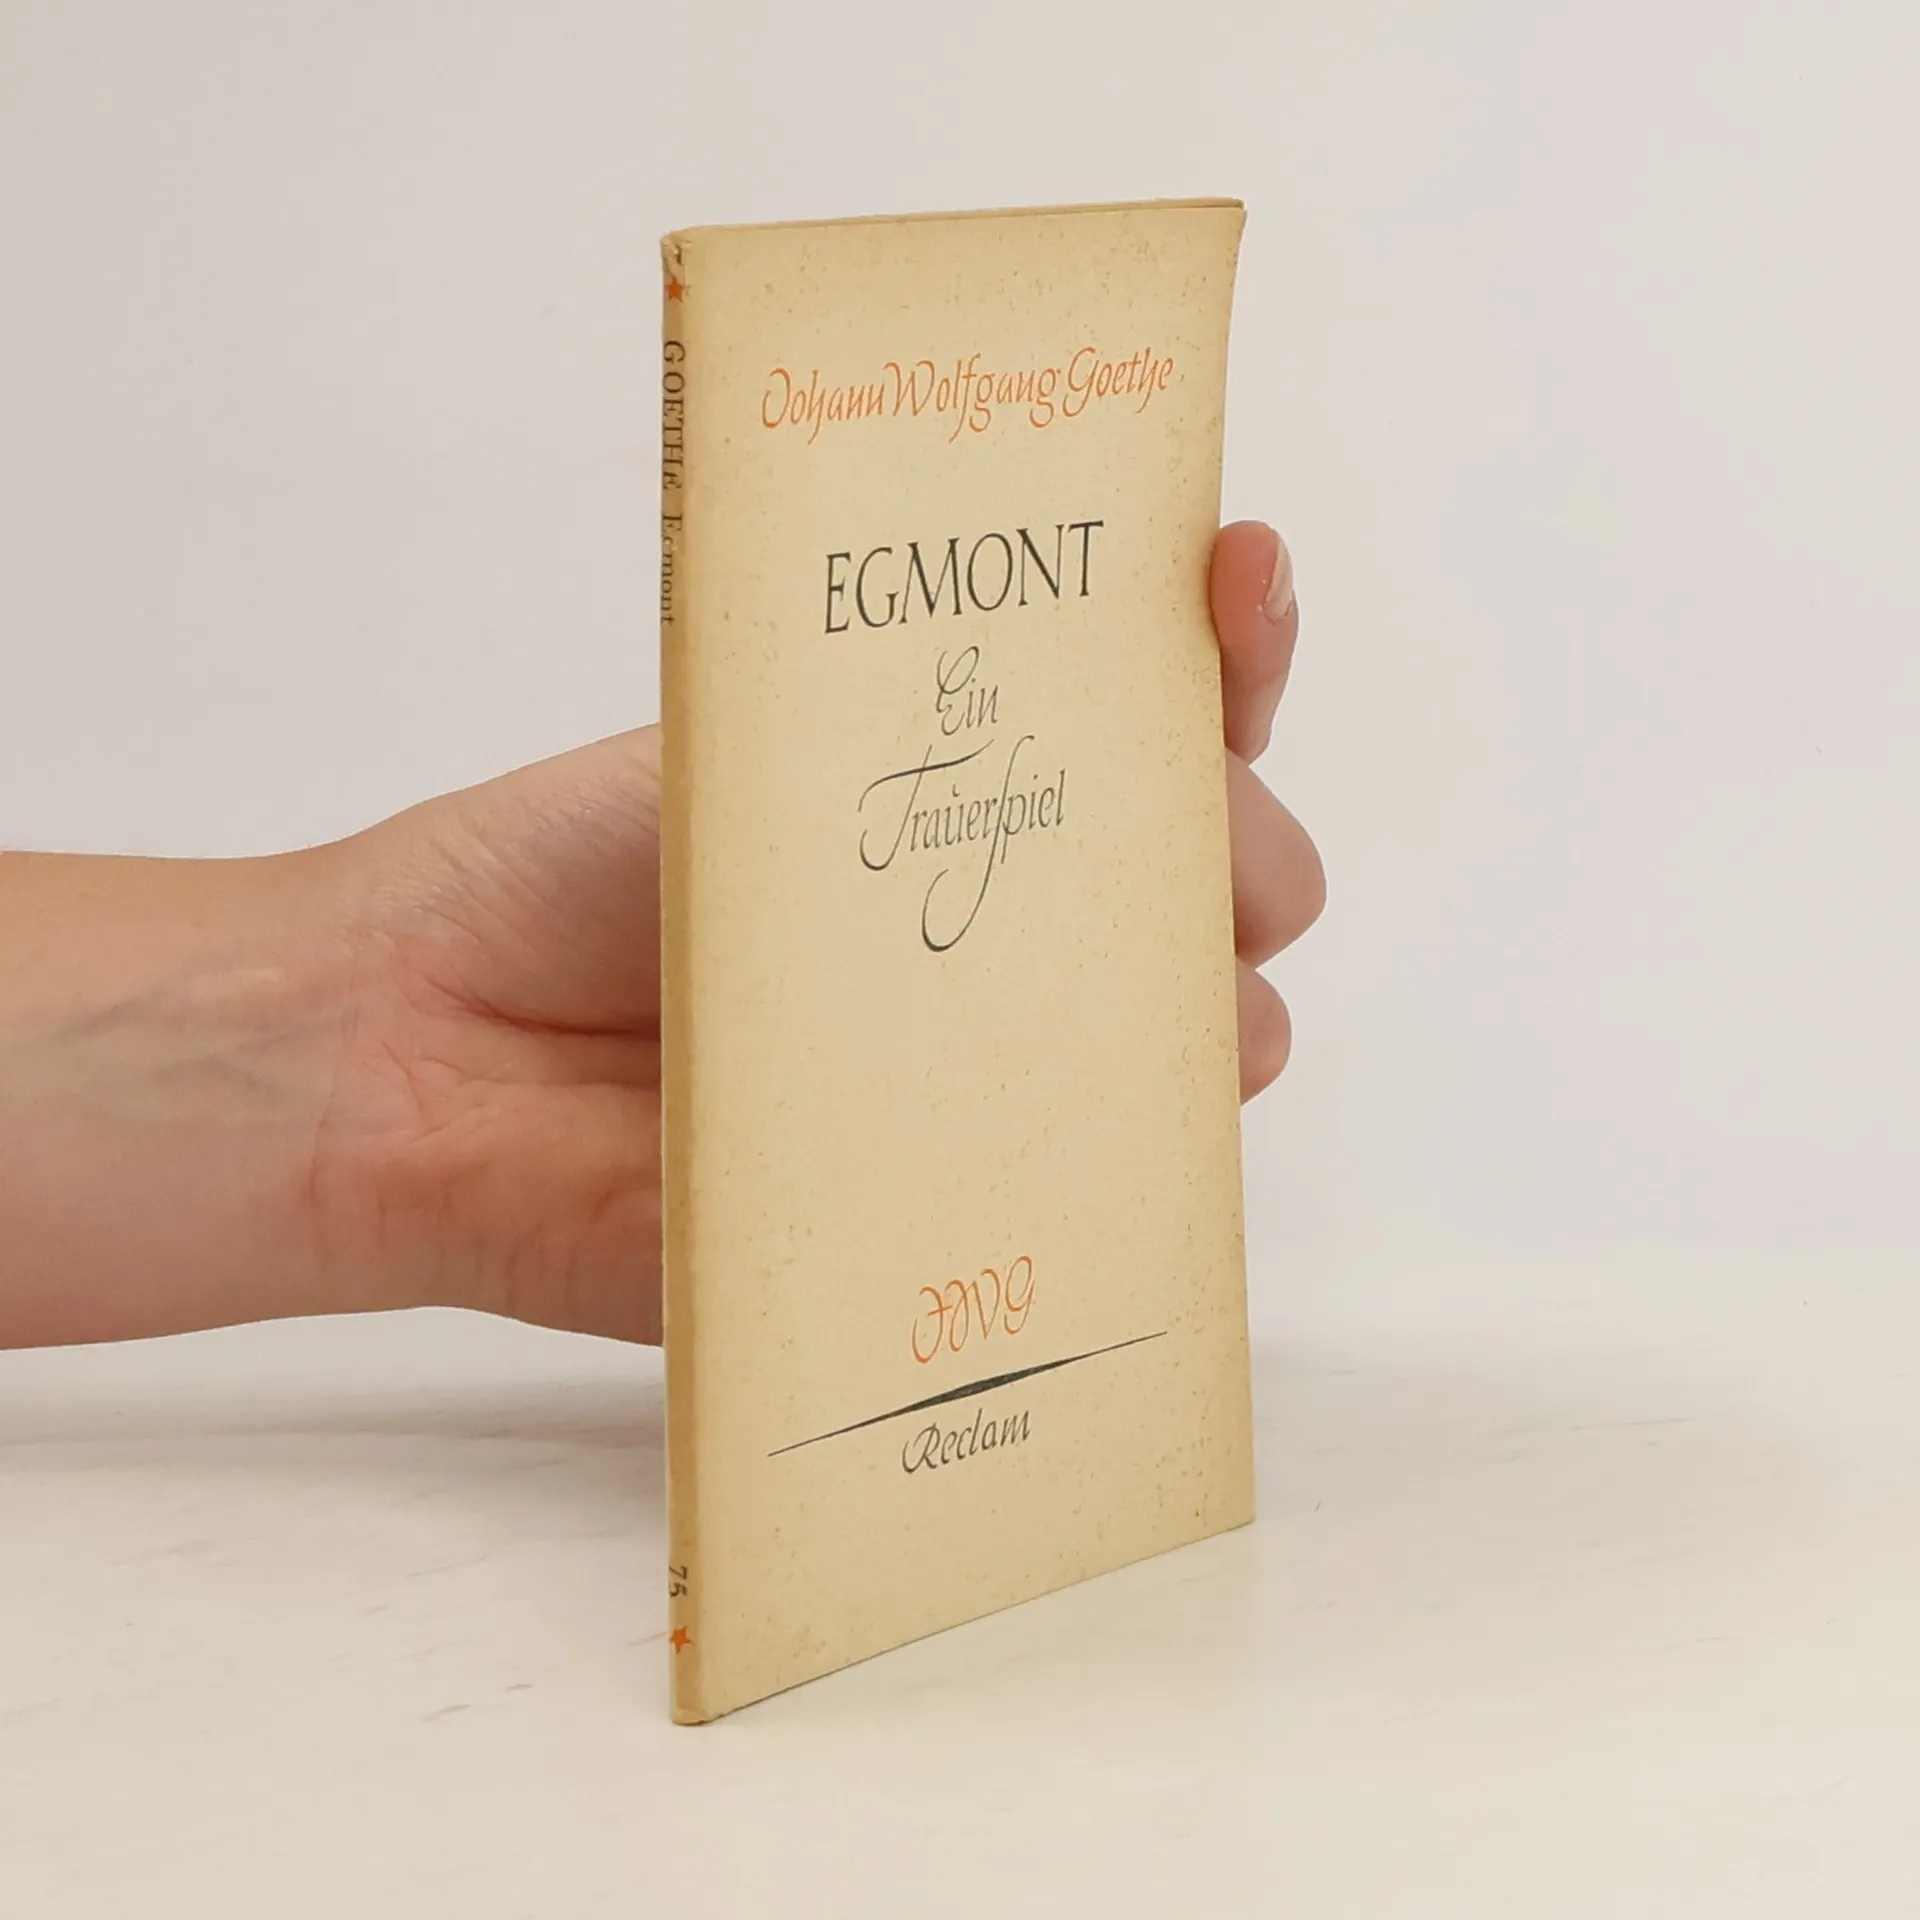 Johann Wolfgang Goethe
EGMONT
Ein
Trauerspiel
JWG
Reclam
GOETHE Egmont
75